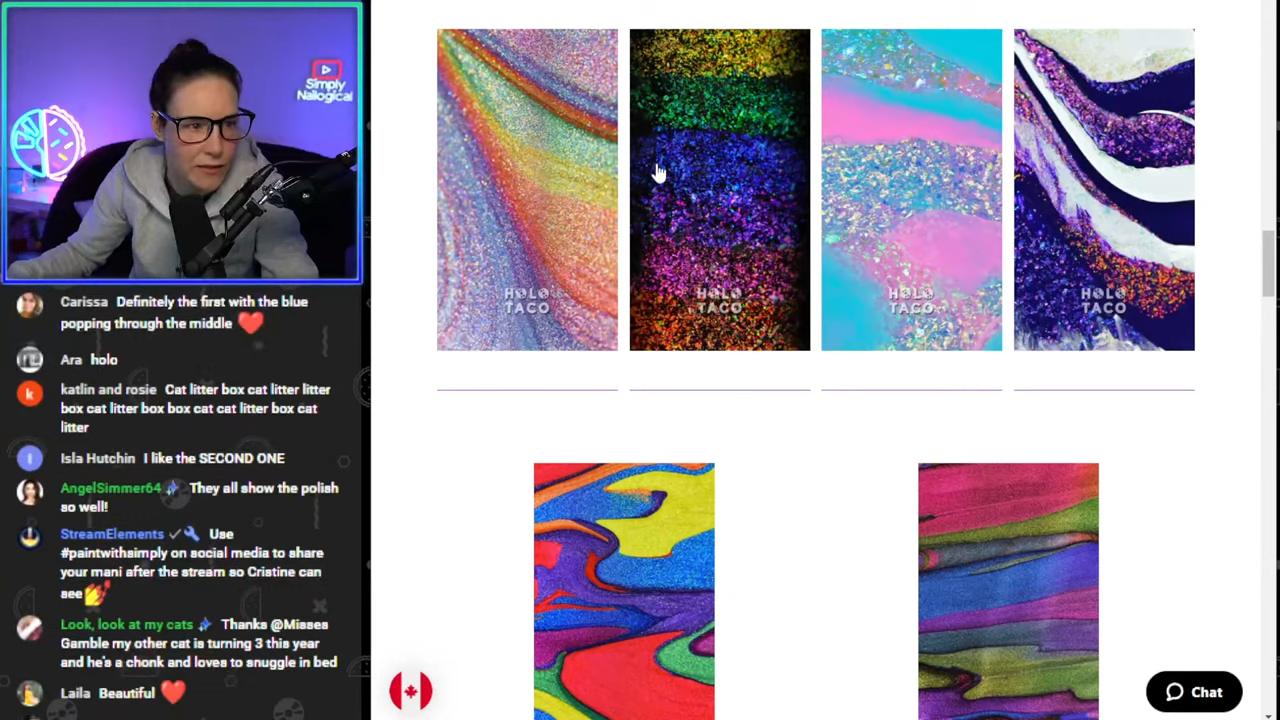 Simply
Nailogical
Carissa Definitely the first with the blue
popping through the middle
Ara holo
katlin and rosie Cat litter box cat litter litter
box cat litter box box cat cat litter box cat
litter
Isla Hutchin I like the SECOND ONE
AngelSimmer64 They all show the polish
so well!
StreamElements Use
#paintwithsimply on social media to share
your mani after the stream so Cristine can
see
Look, look at my cats Thanks @Misses
Gamble my other cat is turning 3 this year
and he's a chonk and loves to snuggle in bed
Laila Beautiful
k
I
HOLO
TACO
HOLO
TACO
HOLO
TACO
HOLO
TACO
Chat